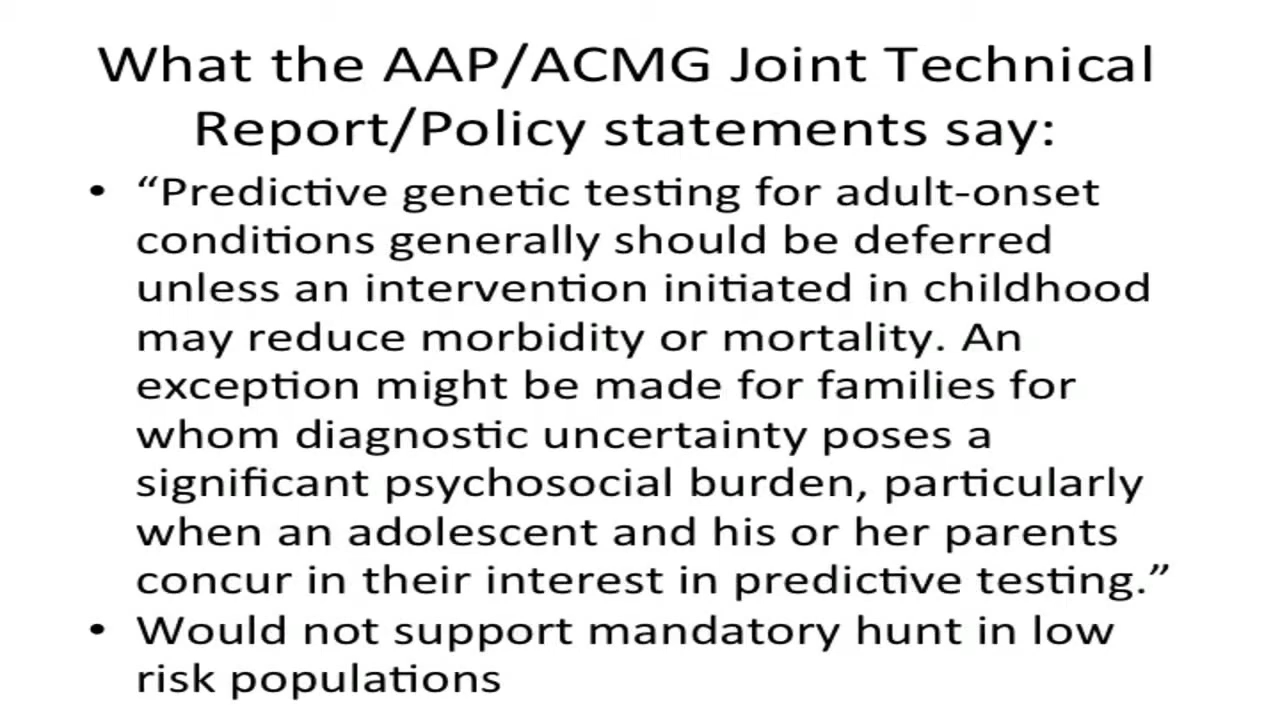 What the AAP/ACMG Joint Technical
Report/Policy statements say:
• “Predictive genetic testing for adult-onset
conditions generally should be deferred
unless an intervention initiated in childhood
may reduce morbidity or mortality. An
exception might be made for families for
whom diagnostic uncertainty poses a
significant psychosocial burden, particularly
when an adolescent and his or her parents
concur in their interest in predictive testing.”
• Would not support mandatory hunt in low
risk populations